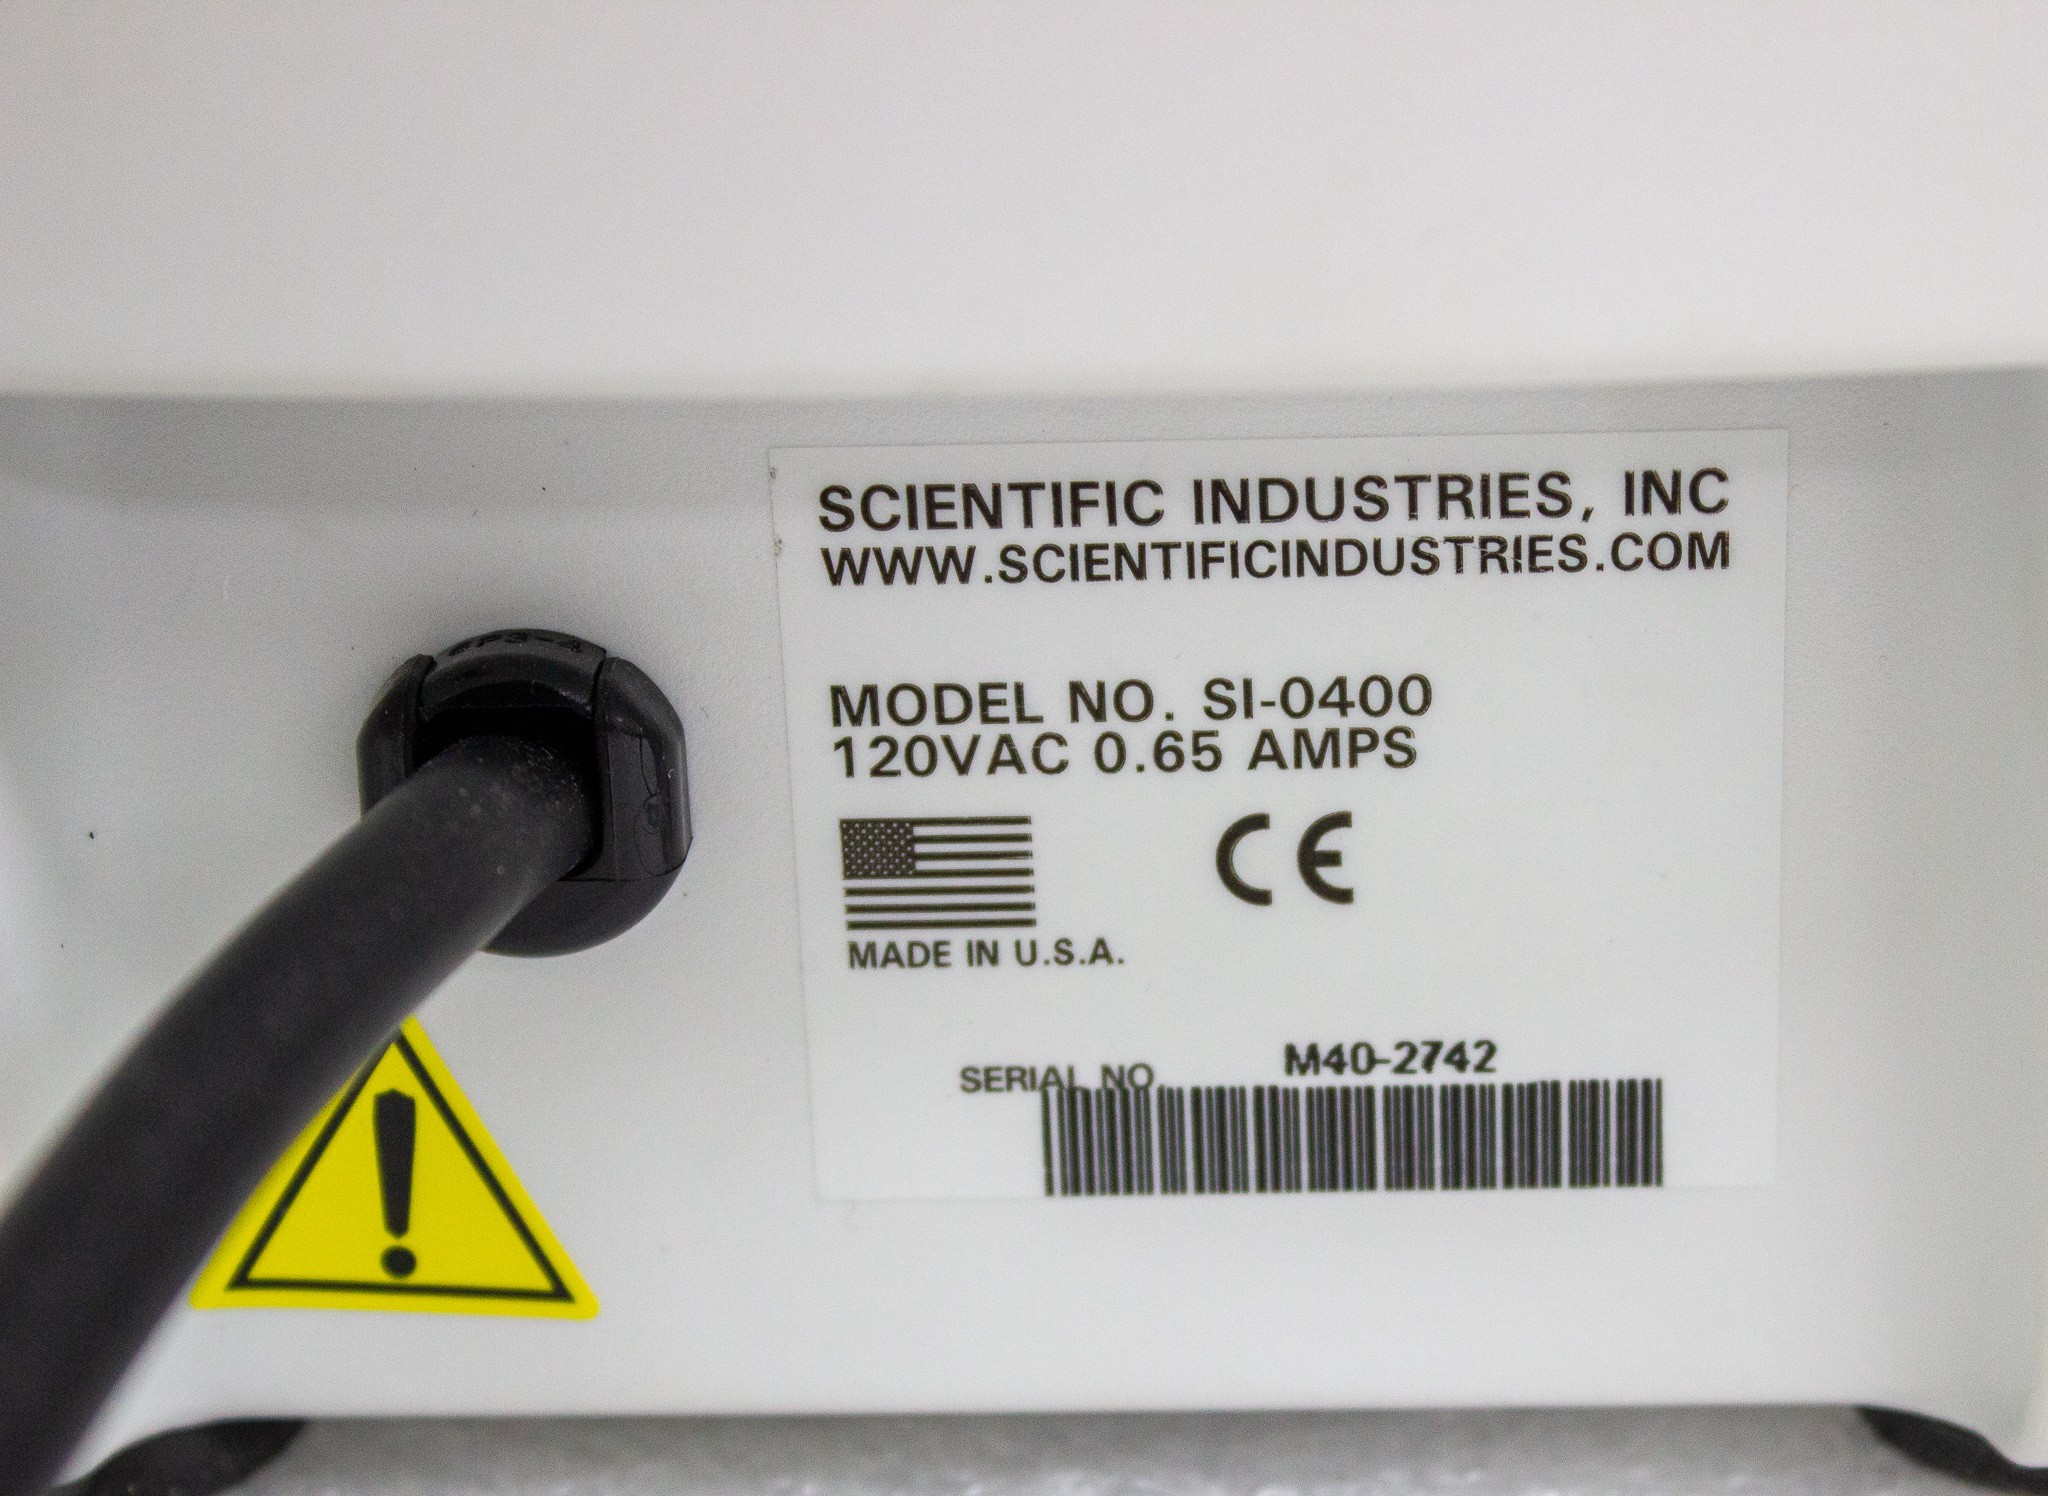 SCIENTIFIC INDUSTRIES, INC
WWW.SCIENTIFICINDUSTRIES.COM
MODEL NO. SI-0400
120VAC 0.65 AMPS
CE
MADE IN U.S.A.
M40-2742
SERIAL NO.